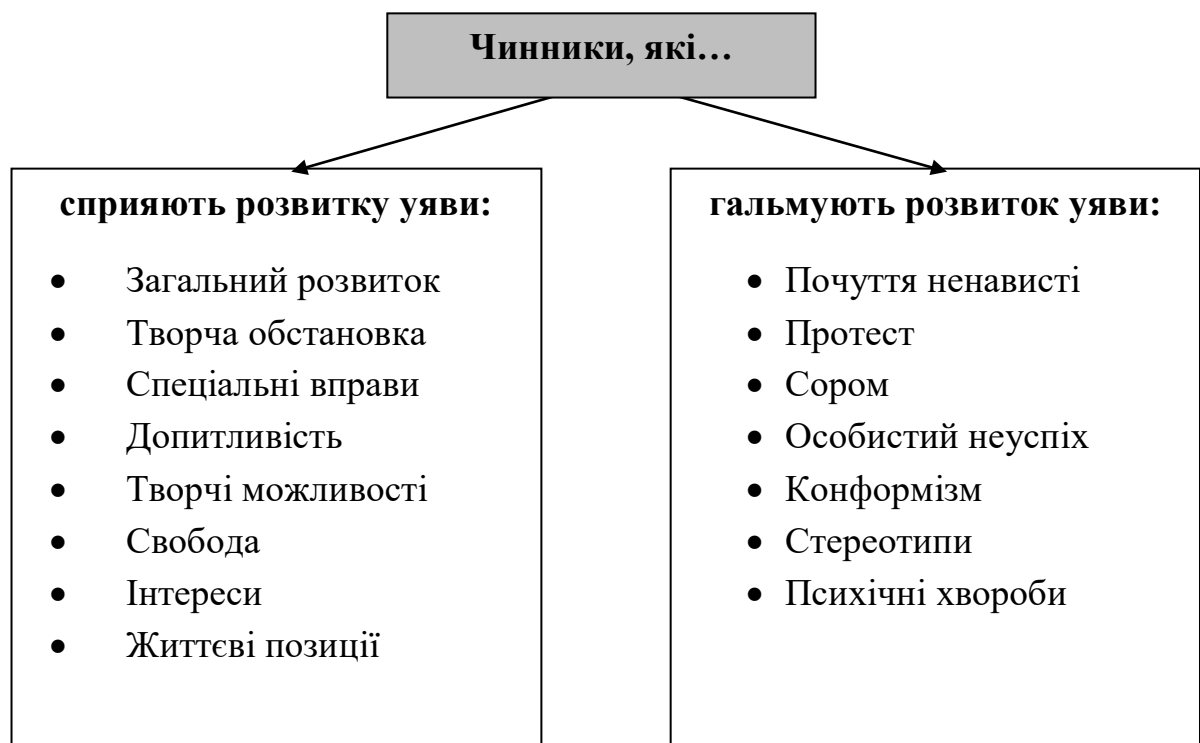 Чинники, які…
сприяють розвитку уяви:
• Загальний розвиток
• Творча обстановка
• Спеціальні вправи
• Допитливість
• Творчі можливості
• Свобода
• Інтереси
• Життєві позиції
гальмують розвиток уяви:
• Почуття ненависті
• Протест
• Сором
• Особистий неуспіх
• Конформізм
• Стереотипи
• Психічні хвороби